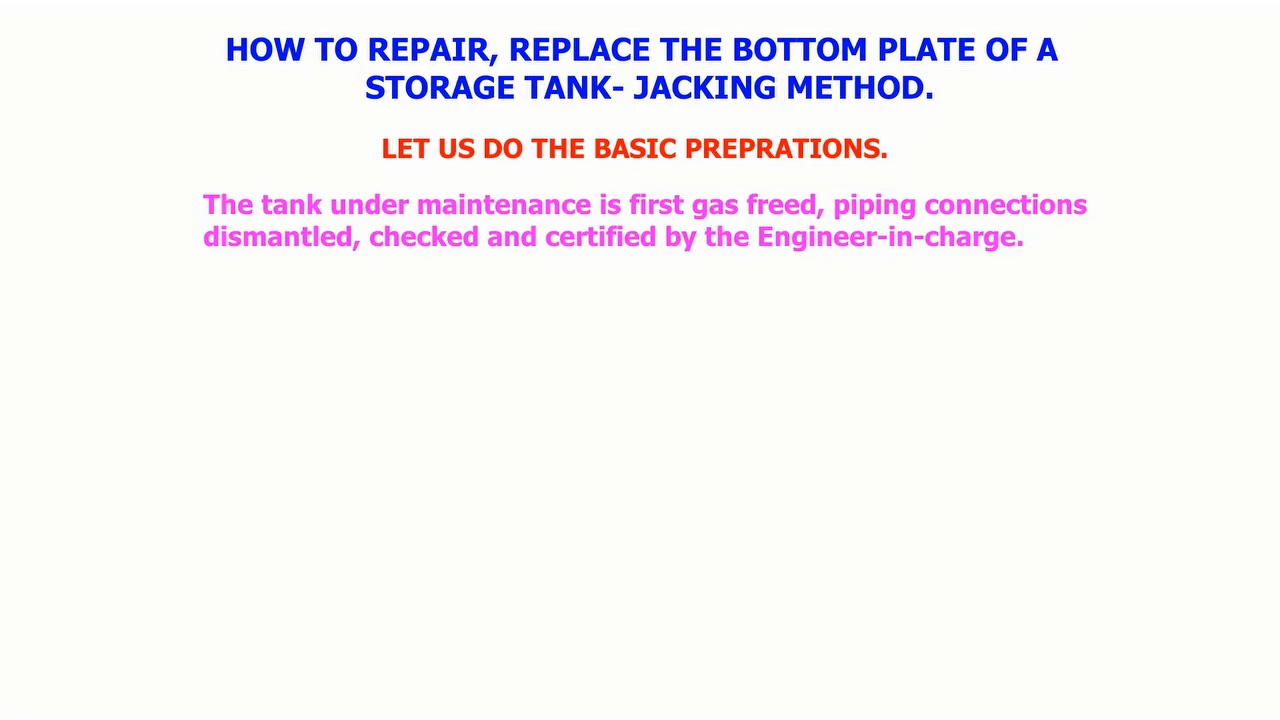 HOW TO REPAIR, REPLACE THE BOTTOM PLATE OF A
STORAGE TANK- JACKING METHOD.
LET US DO THE BASIC PREPRATIONS.
The tank under maintenance is first gas freed, piping connections
dismantled, checked and certified by the Engineer-in-charge.